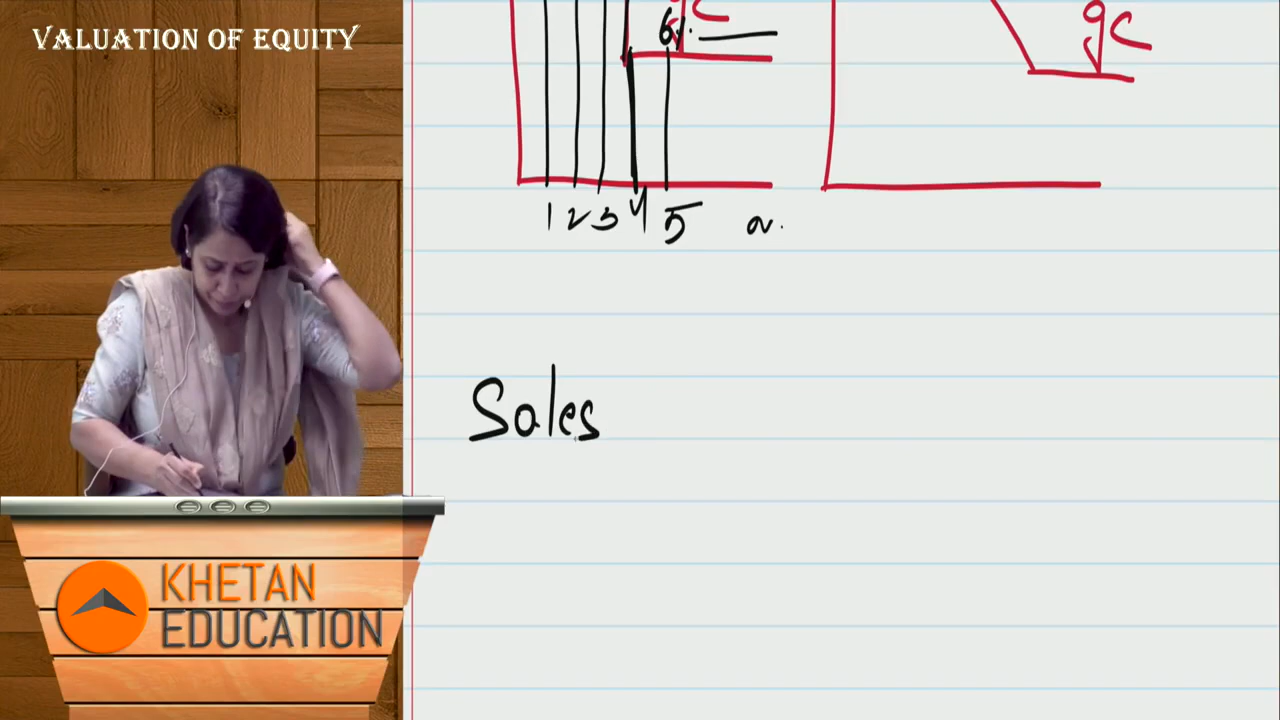 VALUATION OF EQUITY
gc
6%
gc
1 2 3 4 5
Sales
KHETAN
EDUCATION